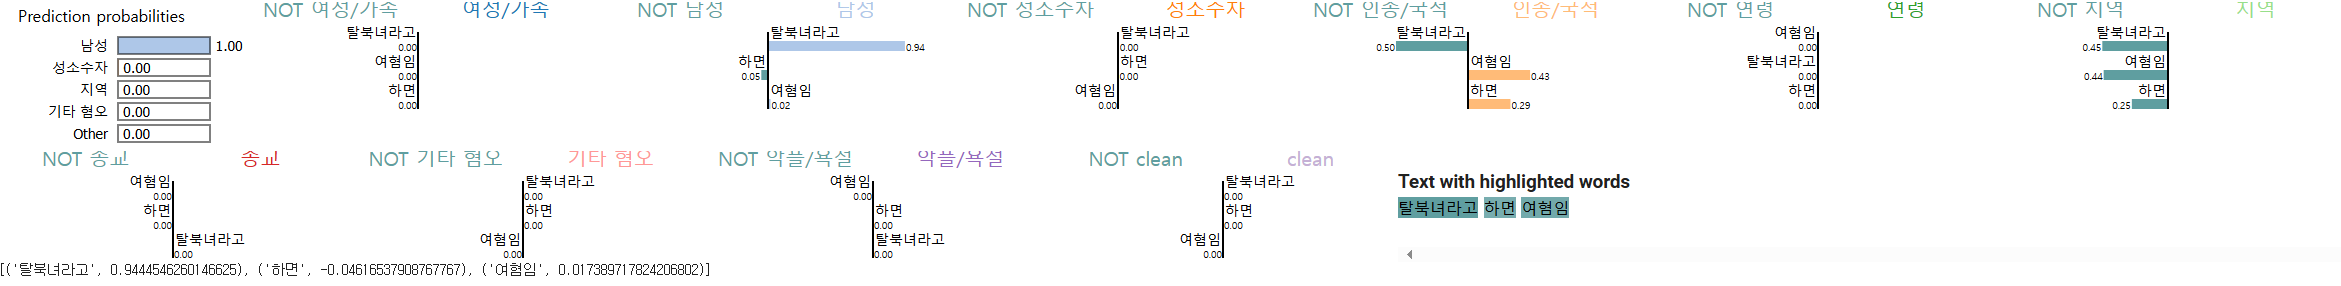 Prediction probabilities
남성 1.00
성소수자 0.00
지역 0.00
기타 혐오 0.00
Other 0.00
NOT 여성/가족 여성/가족
탈북녀라고
0.00
여혐임
0.00
하면
0.00
NOT 남성 남성
탈북녀라고
0.94
하면
0.05
여혐임
0.02
NOT 성소수자 성소수자
탈북녀라고
0.00
하면
0.00
여혐임
0.00
NOT 인종/국적 인종/국적
탈북녀라고
0.50
여혐임
0.43
하면
0.29
NOT 연령 연령
여혐임
0.00
탈북녀라고
0.00
하면
0.00
NOT 지역 지역
탈북녀라고
0.45
여혐임
0.44
하면
0.25
NOT 종교 종교
여혐임
0.00
하면
0.00
탈북녀라고
0.00
NOT 기타 혐오 기타 혐오
탈북녀라고
0.00
하면
0.00
여혐임
0.00
NOT 악플/욕설 악플/욕설
여혐임
0.00
하면
0.00
탈북녀라고
0.00
NOT clean clean
탈북녀라고
0.00
하면
0.00
여혐임
0.00
Text with highlighted words
탈북녀라고 하면 여혐임
[('탈북녀라고', 0.9444546260146625), ('하면', -0.04616537908767767), ('여혐임', 0.017389717824206802)]